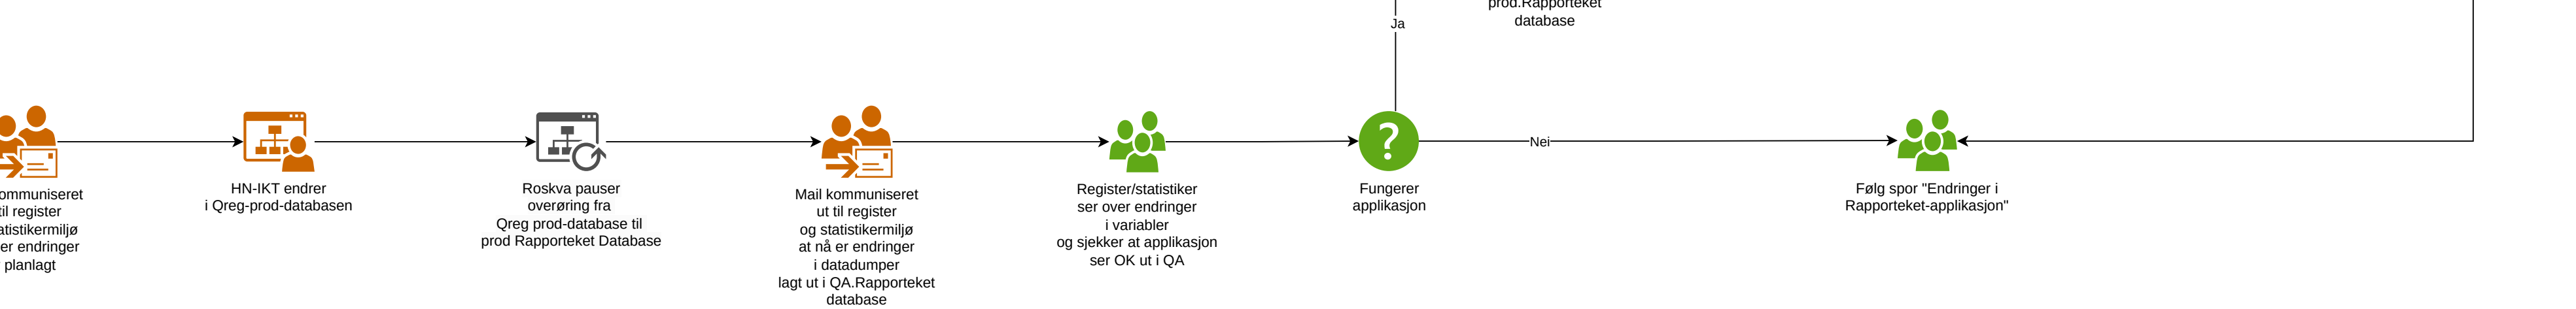 prod.Rapporteket
database
Ja
Nei
ommuniseret
til register
atistikermiljø
er endringer
planlagt
HN-IKT endrer
i Qreg-prod-databasen
Roskva pauser
overøring fra
Qreg prod-database til
prod Rapporteket Database
Mail kommuniseret
ut til register
og statistikermiljø
at nå er endringer
i datadumper
lagt ut i QA.Rapporteket
database
Register/statistiker
ser over endringer
i variabler
og sjekker at applikasjon
ser OK ut i QA
Fungerer
applikasjon
Følg spor "Endringer i
Rapporteket-applikasjon"